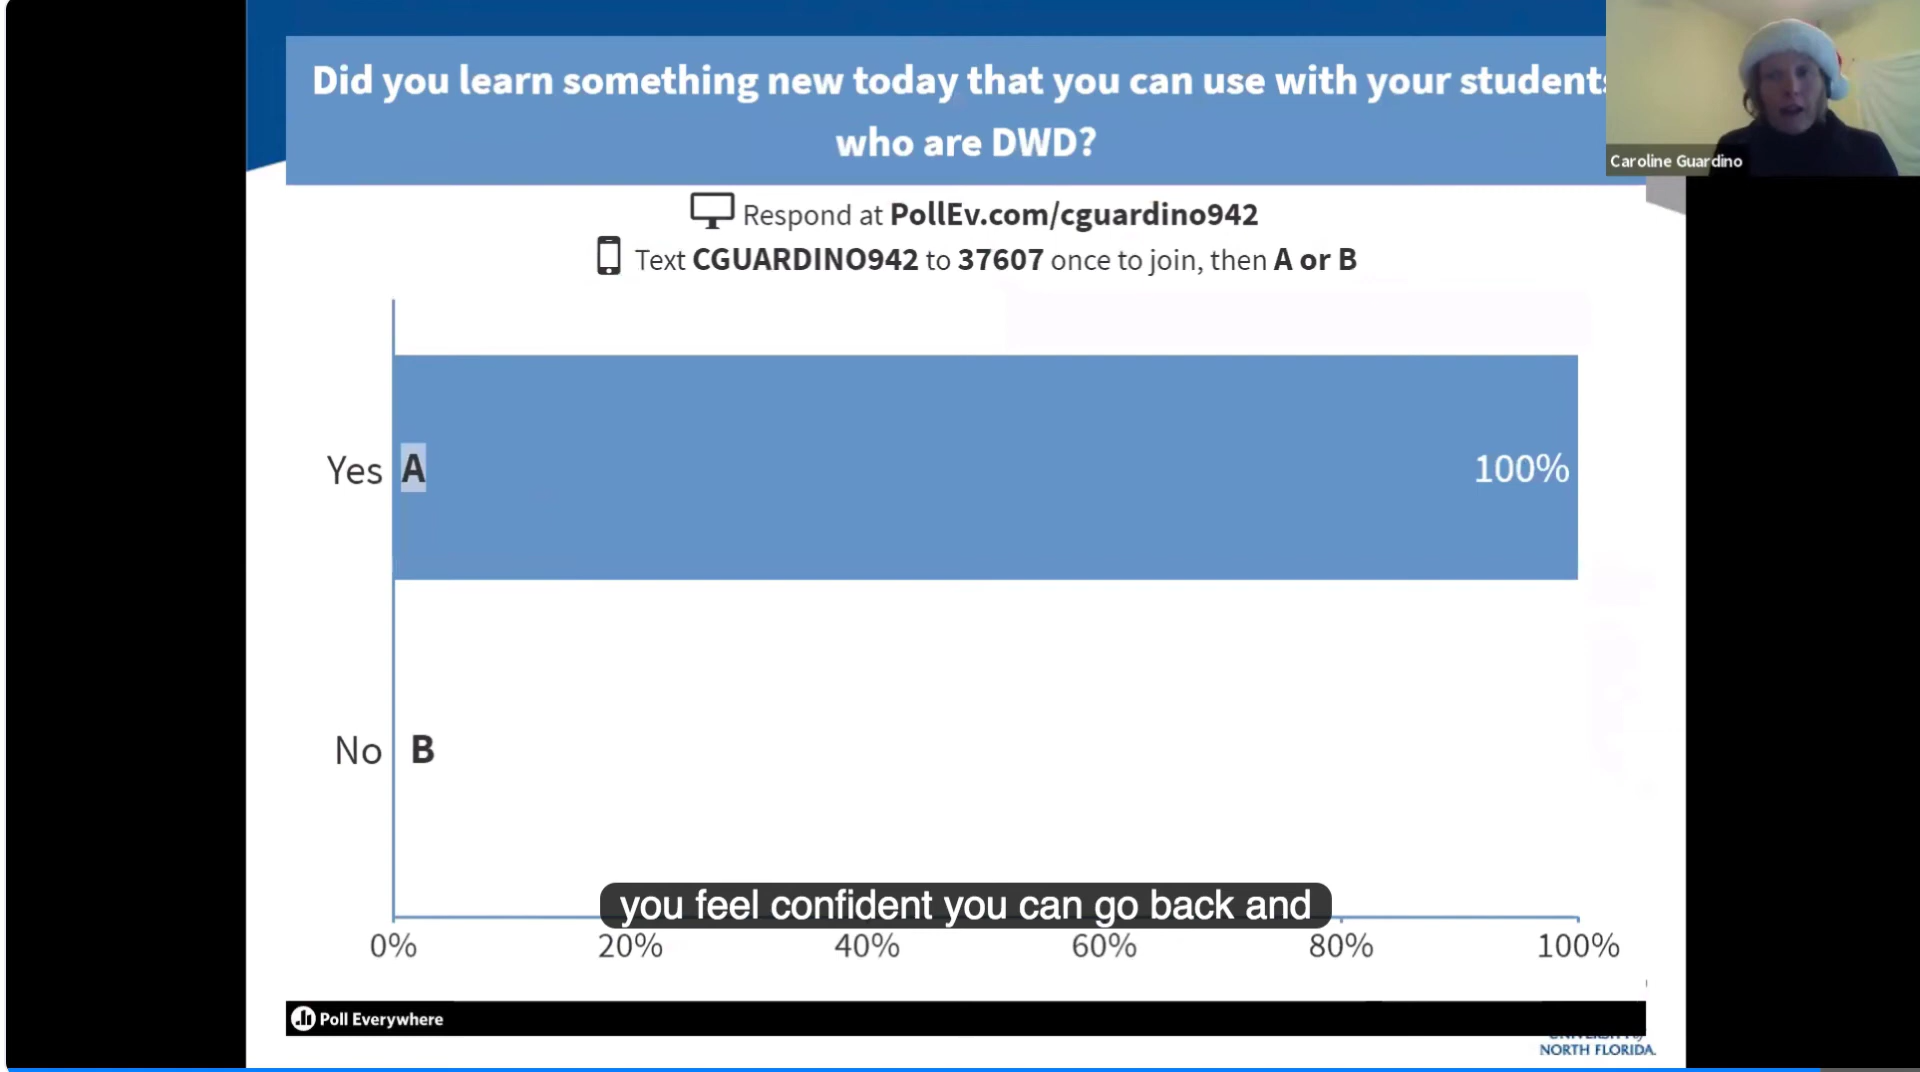 Did you learn something new today that you can use with your students
who are DWD?
Caroline Guardino
Respond at PollEv.com/cguardino942
Text CGUARDINO942 to 37607 once to join, then A or B
Yes A 100%
No B
you feel confident you can go back and
0% 20% 40% 60% 80% 100%
Poll Everywhere
NORTH FLORIDA.